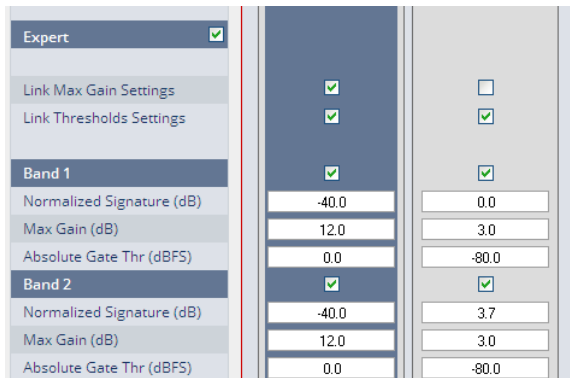 Expert
Link Max Gain Settings
Link Thresholds Settings
Band 1
Normalized Signature (dB) -40.0 0.0
Max Gain (dB) 12.0 3.0
Absolute Gate Thr (dBFS) 0.0 -80.0
Band 2
Normalized Signature (dB) -40.0 3.7
Max Gain (dB) 12.0 3.0
Absolute Gate Thr (dBFS) 0.0 -80.0